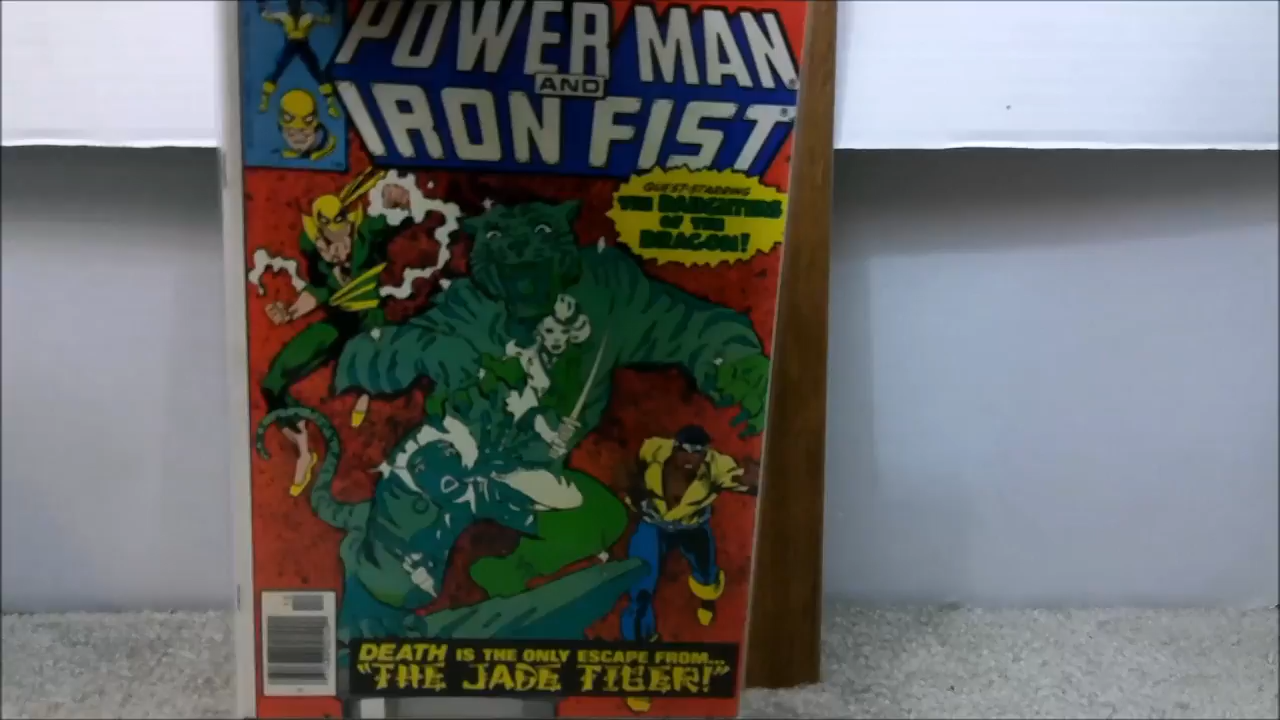 POWER MAN
AND
IRON FIST
GUEST-STARRING
THE DAUGHTERS
OF THE
DRAGON!
DEATH IS THE ONLY ESCAPE FROM...
"THE JADE TIGER!"